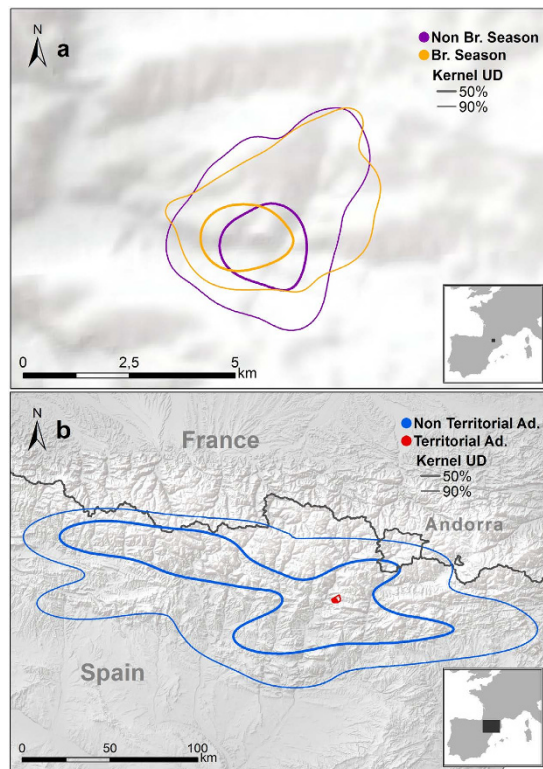 N
a
Non Br. Season
Br. Season
Kernel UD
50%
90%
0 2,5 5
km
N
b
France
Non Territorial Ad.
Territorial Ad.
Kernel UD
50%
90%
Andorra
Spain
0 50 100
km